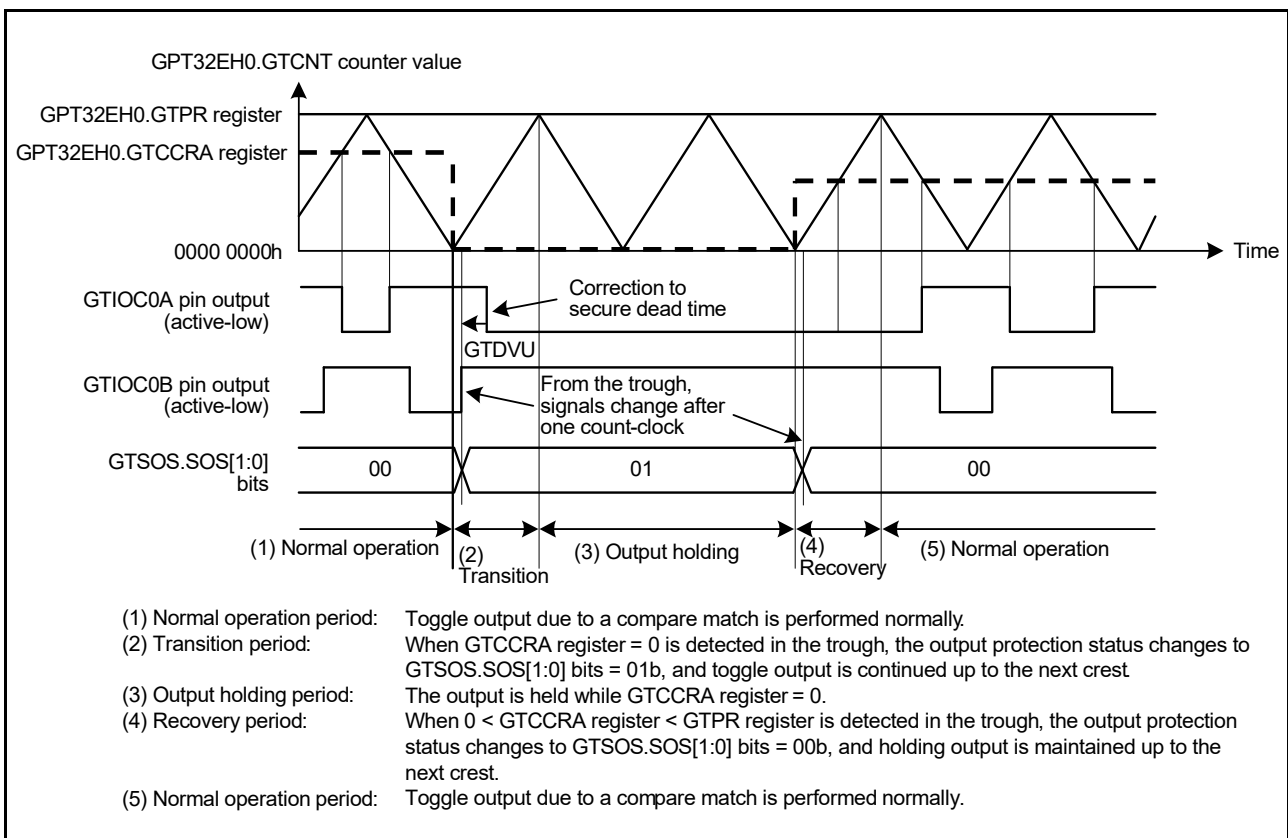 GPT32EH0.GTCNT counter value
GPT32EH0.GTPR register
GPT32EH0.GTCCRA register
0000 0000h
Time
GTIOC0A pin output
(active-low)
Correction to
secure dead time
GTDVU
GTIOC0B pin output
(active-low)
From the trough,
signals change after
one count-clock
GTSOS.SOS[1:0]
bits
00
01
00
(1) Normal operation
(2)
Transition
(3) Output holding
(4)
Recovery
(5) Normal operation
(1) Normal operation period: Toggle output due to a compare match is performed normally.
(2) Transition period: When GTCCRA register = 0 is detected in the trough, the output protection status changes to
GTSOS.SOS[1:0] bits = 01b, and toggle output is continued up to the next crest.
(3) Output holding period: The output is held while GTCCRA register = 0.
(4) Recovery period: When 0 < GTCCRA register < GTPR register is detected in the trough, the output protection
status changes to GTSOS.SOS[1:0] bits = 00b, and holding output is maintained up to the
next crest.
(5) Normal operation period: Toggle output due to a compare match is performed normally.